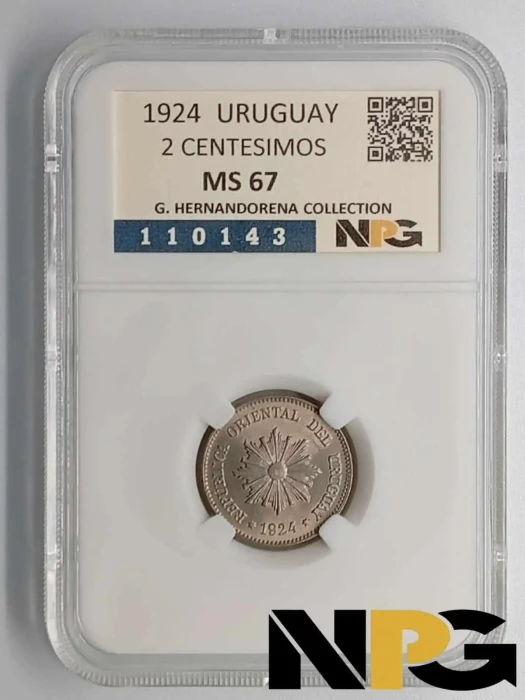 1924 URUGUAY
2 CENTESIMOS
MS 67
G. HERNANDORENA COLLECTION
110143
NPG
REPUBLICA ORIENTAL DEL URUGUAY
1924
NPG